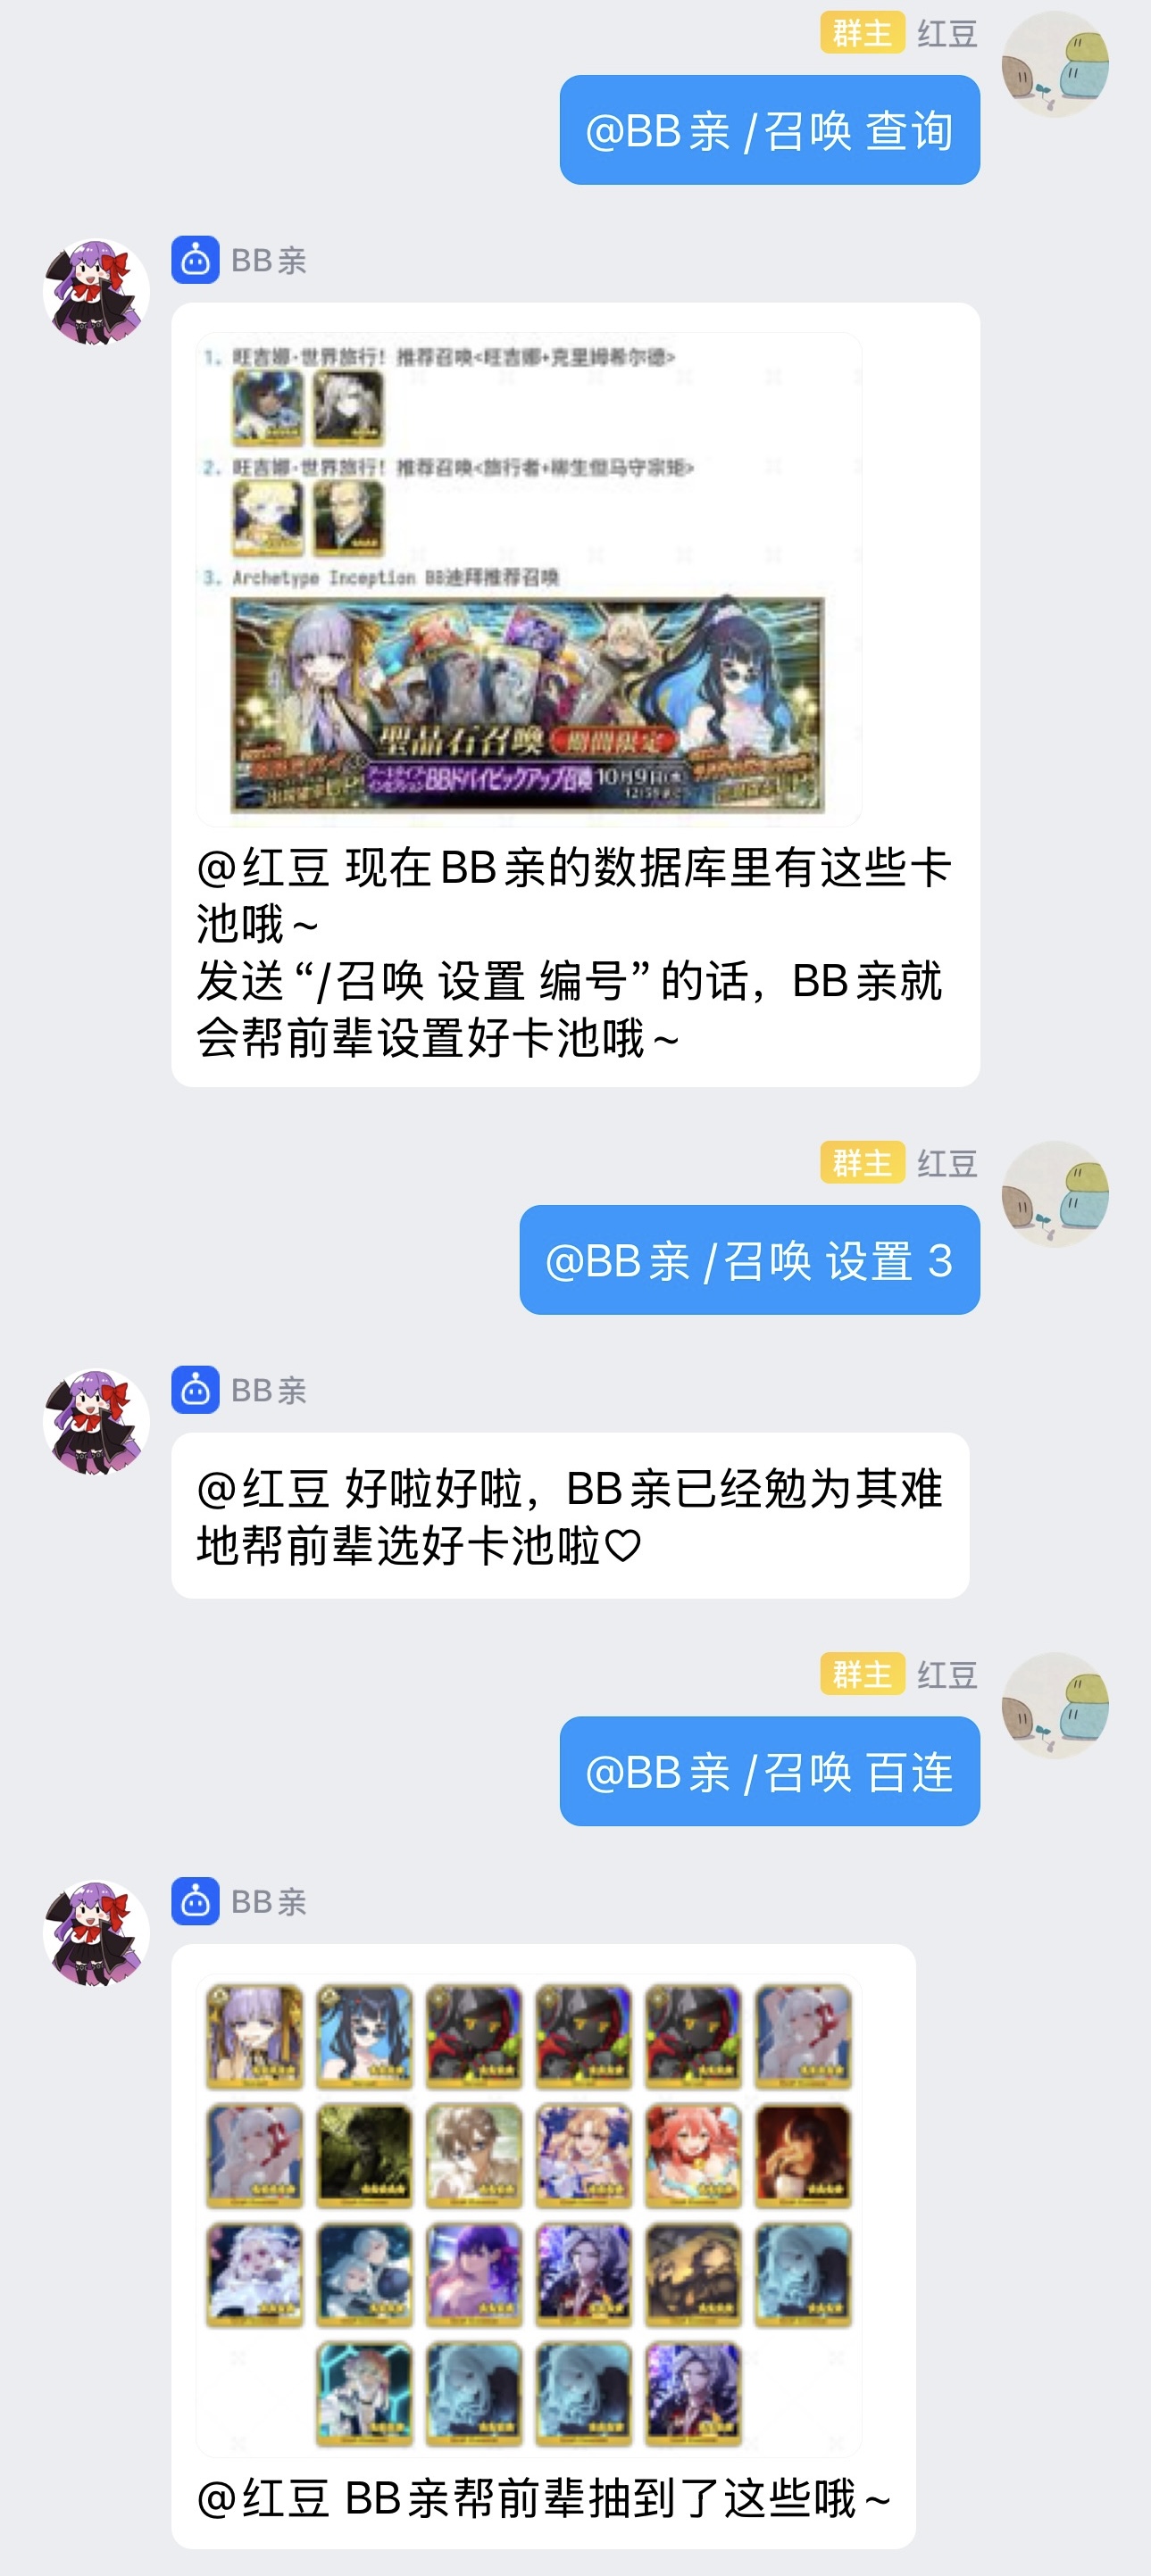 群主 红豆
@BB亲 /召唤 查询
BB亲
1. 旺吉娜·世界旅行! 推荐召唤<旺吉娜+克里姆希尔德>
2. 旺吉娜·世界旅行! 推荐召唤<旅行者+柳生但马守宗矩>
3. Archetype Inception BB迪拜推荐召唤
聖晶石召喚 期間限定
BBドバイピックアップ召喚 10月9日(水)
12:59まで
@红豆 现在BB亲的数据库里有这些卡
池哦~
发送“/召唤 设置 编号”的话，BB亲就
会帮前辈设置好卡池哦~
群主 红豆
@BB亲 /召唤 设置 3
BB亲
@红豆 好啦好啦，BB亲已经勉为其难
地帮前辈选好卡池啦♡
群主 红豆
@BB亲 /召唤 百连
BB亲
@红豆 BB亲帮前辈抽到了这些哦~